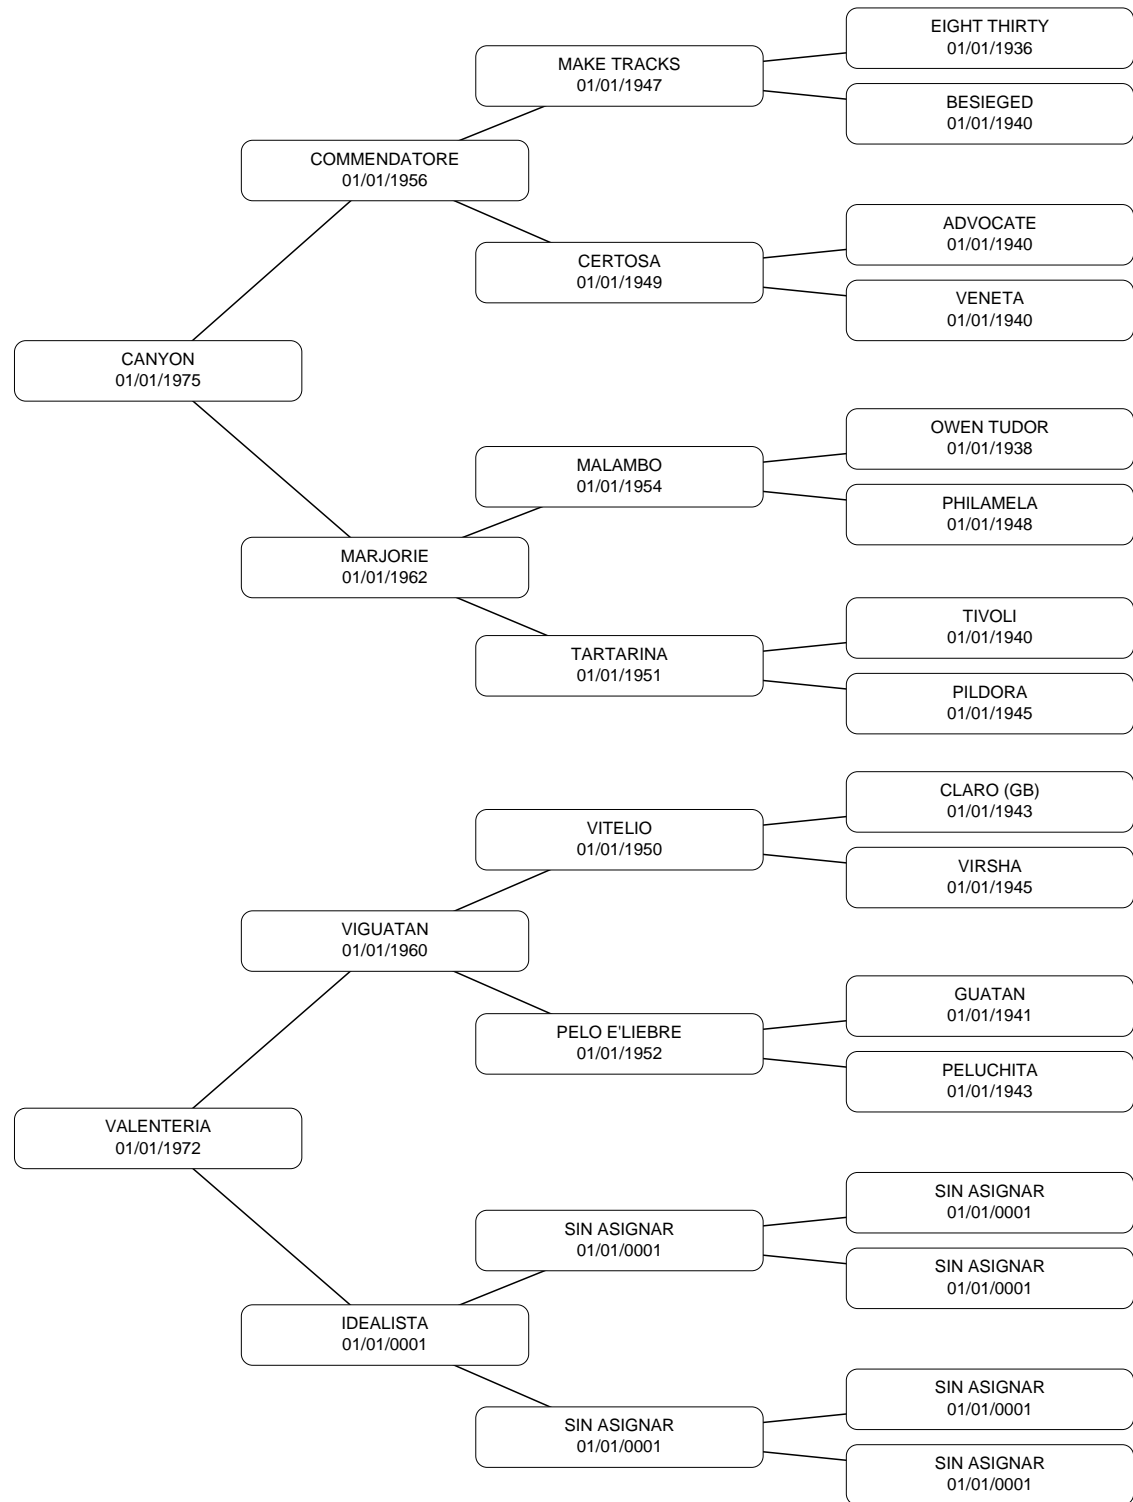 EIGHT THIRTY
01/01/1936
MAKE TRACKS
01/01/1947
BESIEGED
01/01/1940
COMMENDATORE
01/01/1956
ADVOCATE
01/01/1940
CERTOSA
01/01/1949
VENETA
01/01/1940
CANYON
01/01/1975
OWEN TUDOR
01/01/1938
MALAMBO
01/01/1954
PHILAMELA
01/01/1948
MARJORIE
01/01/1962
TIVOLI
01/01/1940
TARTARINA
01/01/1951
PILDORA
01/01/1945
CLARO (GB)
01/01/1943
VITELIO
01/01/1950
VIRSHA
01/01/1945
VIGUATAN
01/01/1960
GUATAN
01/01/1941
PELO E'LIEBRE
01/01/1952
PELUCHITA
01/01/1943
VALENTERIA
01/01/1972
SIN ASIGNAR
01/01/0001
SIN ASIGNAR
01/01/0001
SIN ASIGNAR
01/01/0001
IDEALISTA
01/01/0001
SIN ASIGNAR
01/01/0001
SIN ASIGNAR
01/01/0001
SIN ASIGNAR
01/01/0001